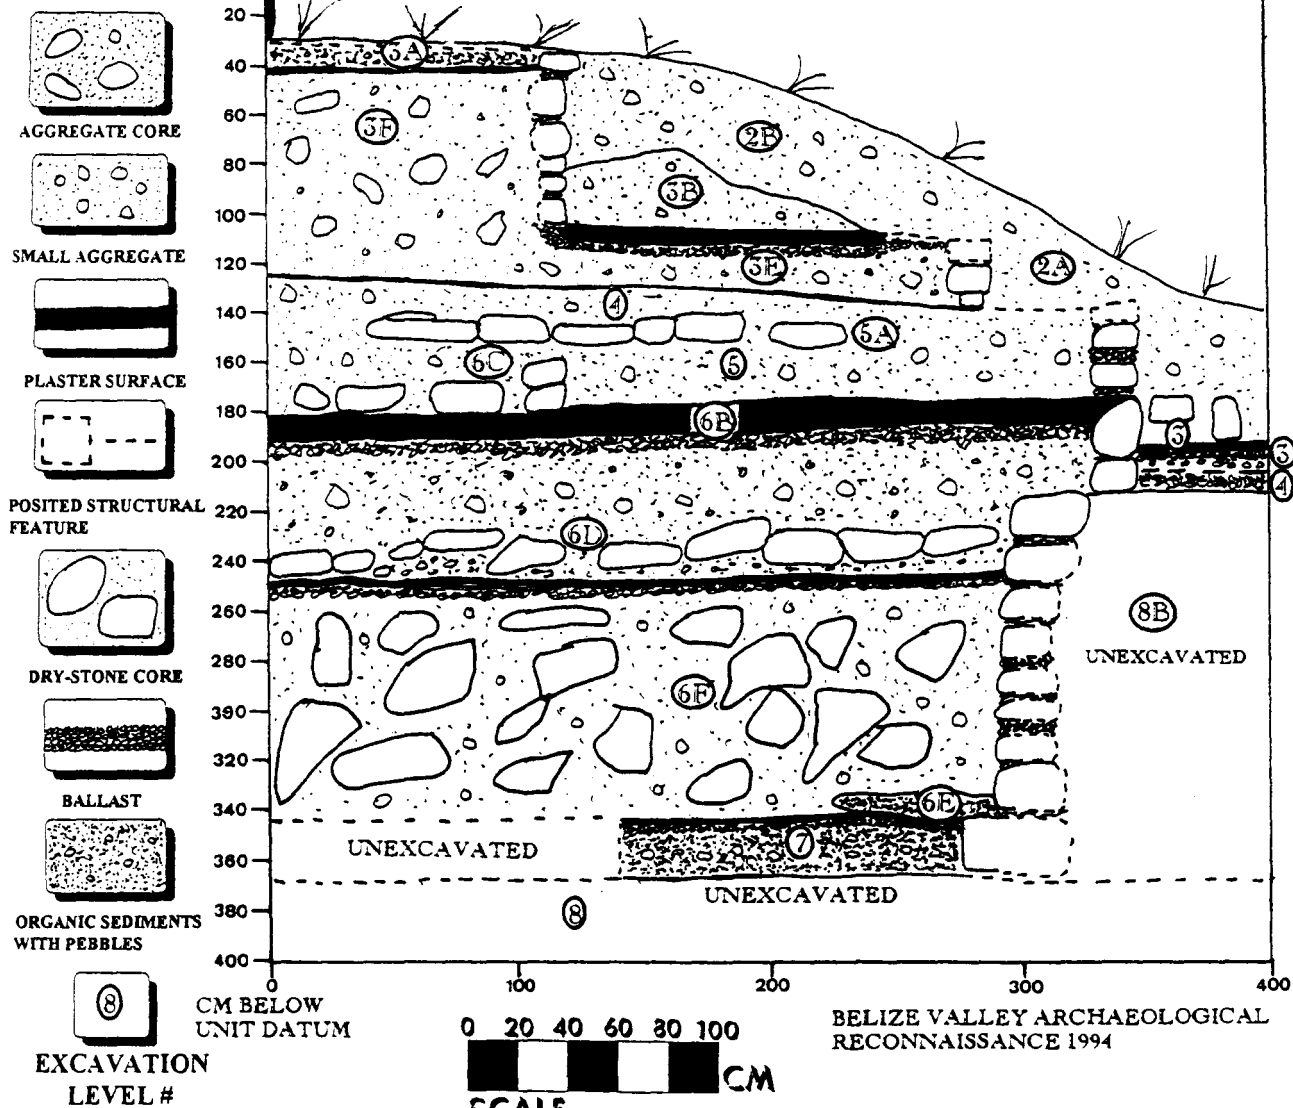 AGGREGATE CORE
SMALL AGGREGATE
PLASTER SURFACE
POSITED STRUCTURAL
FEATURE
DRY-STONE CORE
BALLAST
ORGANIC SEDIMENTS
WITH PEBBLES
8
EXCAVATION
LEVEL #
20
40
60
80
100
120
140
160
180
200
220
240
260
280
390
320
340
360
380
400
3A
3F
2B
3B
3E
2A
4
5A
6C
5
6B
3
3
4
6D
8B
UNEXCAVATED
6F
6E
7
UNEXCAVATED
UNEXCAVATED
8
0
100
200
300
400
CM BELOW
UNIT DATUM
0 20 40 60 80 100
CM
SCALE
BELIZE VALLEY ARCHAEOLOGICAL
RECONNAISSANCE 1994